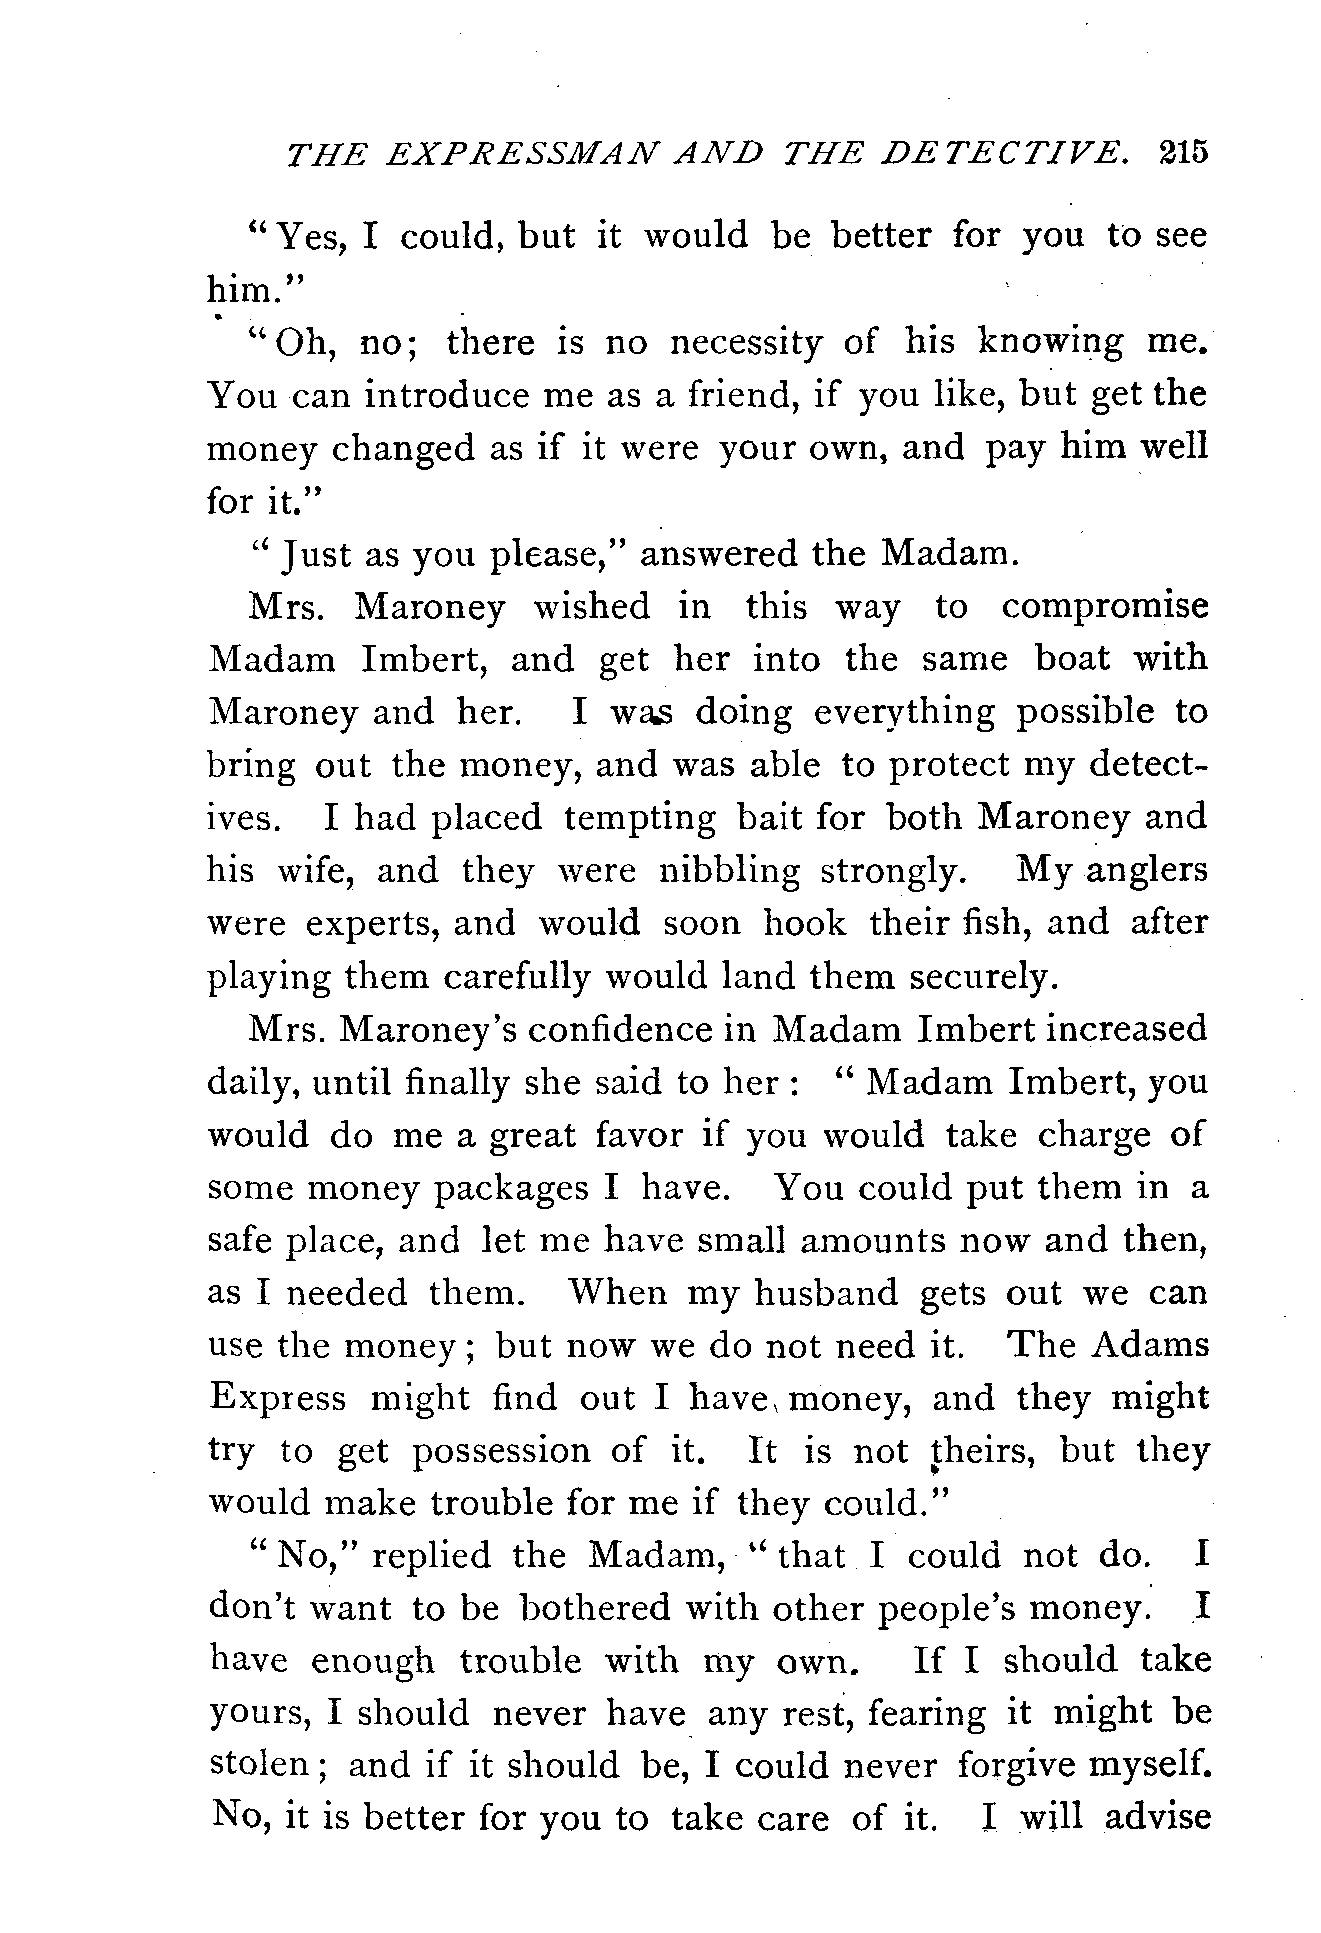 THE EXPRESSMAN AND THE DETECTIVE. 215
"Yes, I could, but it would be better for you to see
him."
"Oh, no; there is no necessity of his knowing me.
You can introduce me as a friend, if you like, but get the
money changed as if it were your own, and pay him well
for it."
"Just as you please," answered the Madam.
Mrs. Maroney wished in this way to compromise
Madam Imbert, and get her into the same boat with
Maroney and her. I was doing everything possible to
bring out the money, and was able to protect my detect-
ives. I had placed tempting bait for both Maroney and
his wife, and they were nibbling strongly. My anglers
were experts, and would soon hook their fish, and after
playing them carefully would land them securely.
Mrs. Maroney's confidence in Madam Imbert increased
daily, until finally she said to her: "Madam Imbert, you
would do me a great favor if you would take charge of
some money packages I have. You could put them in a
safe place, and let me have small amounts now and then,
as I needed them. When my husband gets out we can
use the money; but now we do not need it. The Adams
Express might find out I have money, and they might
try to get possession of it. It is not theirs, but they
would make trouble for me if they could."
"No," replied the Madam, "that I could not do. I
don't want to be bothered with other people's money. I
have enough trouble with my own. If I should take
yours, I should never have any rest, fearing it might be
stolen; and if it should be, I could never forgive myself.
No, it is better for you to take care of it. I will advise